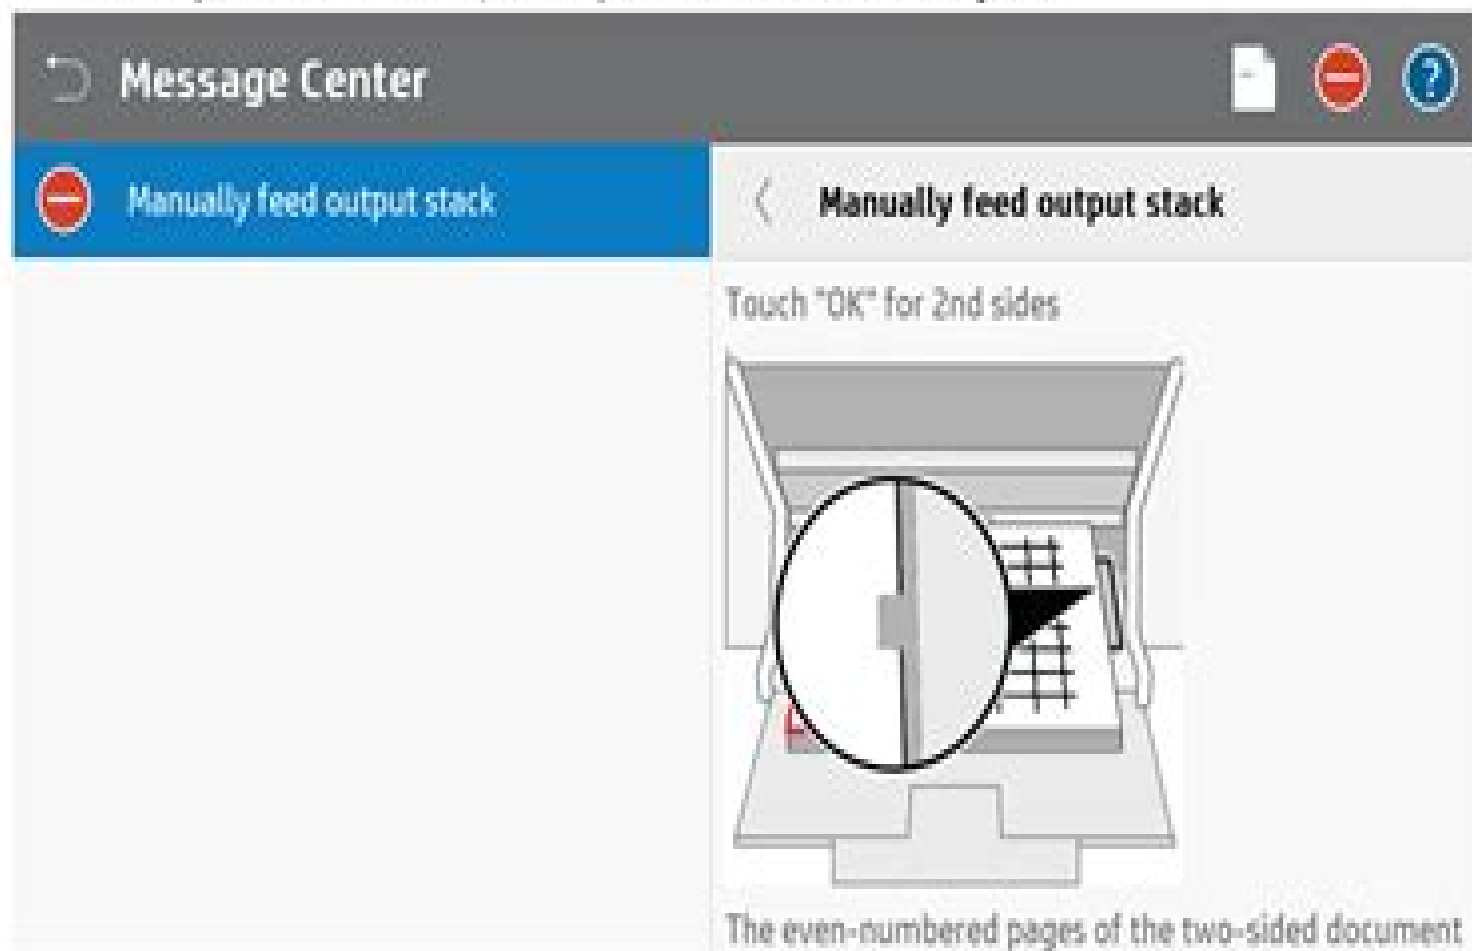 Message Center
?
Manually feed output stack
Manually feed output stack
Touch "OK" for 2nd sides
The even-numbered pages of the two-sided document